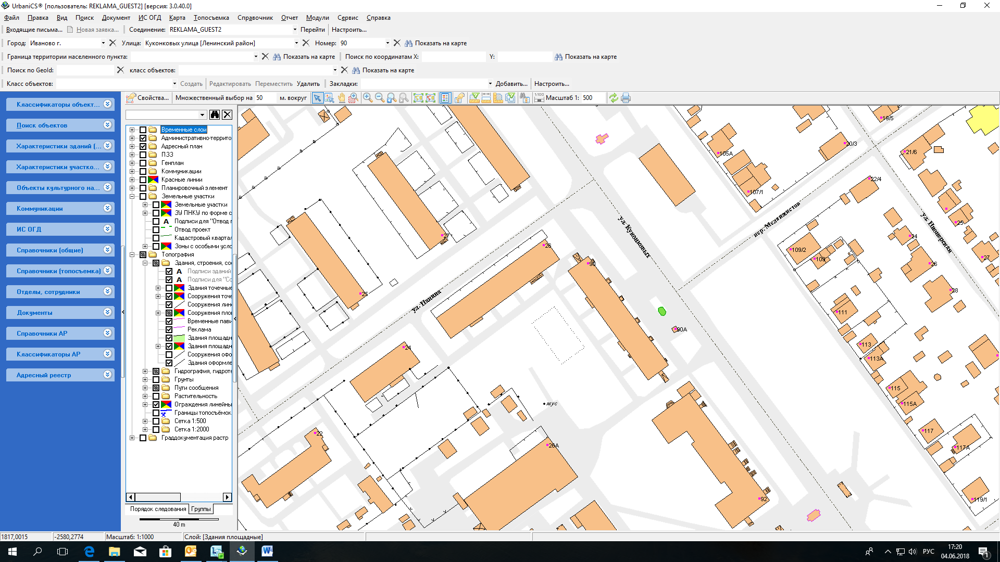 UrbaniCS® [пользователь: REKLAMA_GUEST2] [версия: 3.0.40.0]
Файл Правка Вид Поиск Документ ИС ОГД Карта Топосъемка Справочник Отчет Модули Сервис Справка
Входящие письма... Новая заявка... Соединение: REKLAMA_GUEST2 Перейти Настроить...
Город: Иваново г. Улица: Куконковых улица [Ленинский район] Номер: 90 Показать на карте
Граница территории населенного пункта: Показать на карте Поиск по координатам X: Y: Показать на карте
Поиск по GeoId: класс объектов: Показать на карте
Класс объектов: Создать Редактировать Переместить Удалить Закладки: Добавить... Настроить...
Свойства... Множественный выбор на 50 м. вокруг 1:100 Масштаб 1: 500
Классификаторы объект...
Поиск объектов
Характеристики зданий (...
Характеристики участко...
Объекты культурного на...
Коммуникации
ИС ОГД
Справочники (общие)
Справочники (топосъемка)
Отделы, сотрудники
Документы
Справочники АР
Классификаторы АР
Адресный реестр
Временные слои
Административно-террито
Адресный план
ПЗЗ
Генплан
Коммуникации
Красные линии
Планировочный элемент
Земельные участки
Земельные участки
ЗУ ПНКУ по форме с
А Подписи для "Отвод п
Отвод проект
Кадастровый квартал
Зоны с особыми усло
Топография
Здания, строения, соо
А Подписи зданий
А Подписи для "Со
Здания точечные
Сооружения точе
Сооружения лине
Сооружения пло
Временные пави
Реклама
Здания площадн
Здания площадн
Сооружения офо
Здания оформле
Гидрография, гидроте
Грунты
Пути сообщения
Растительность
Ограждения линейны
Границы топосъёмок
Сетка 1:500
Сетка 1:2000
Граддокументация растр
Порядок следования Группы
40 m
19/5
20/3
105А
21/6
22/4
107/1
27
26
25
24
22
26А
90
90А
92
109/2
109
111
113
113А
115
115А
117
117А
119/1
24
25
26
27
28
мус
ул. Панина
ул. Куконковых
пер. Медалжистов
ул. Пионерская
1817,0015 -2580,2774 Масштаб: 1:1000 Слой: [Здания площадные]
РУС
17:20
04.06.2018
1